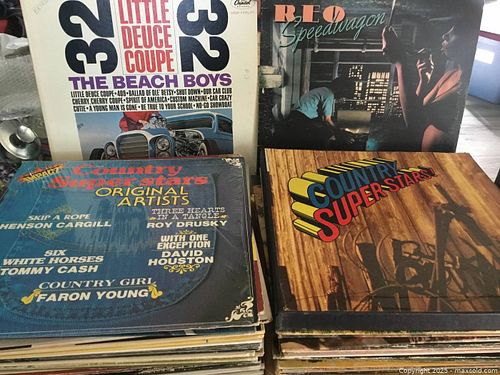 32
LITTLE
DEUCE
COUPE
32
Capitol
THE BEACH BOYS
LITTLE DEUCE COUPE • 409 • BALLAD OF OLE' BETSY • SHUT DOWN • OUR CAR CLUB
CHERRY, CHERRY COUPE • SPIRIT OF AMERICA • CUSTOM MACHINE • CAR CRAZY
CUTIE • A YOUNG MAN IS GONE • BE TRUE TO YOUR SCHOOL • NO-GO SHOWBOAT
REO
Speedwagon
Country
Superstars
ORIGINAL
ARTISTS
SKIP A ROPE
HENSON CARGILL
SIX
WHITE HORSES
TOMMY CASH
COUNTRY GIRL
FARON YOUNG
THREE HEARTS
IN A TANGLE
ROY DRUSKY
WITH ONE
EXCEPTION
DAVID
HOUSTON
COUNTRY
SUPER STARS
Copyright 2025 - maxsold.com